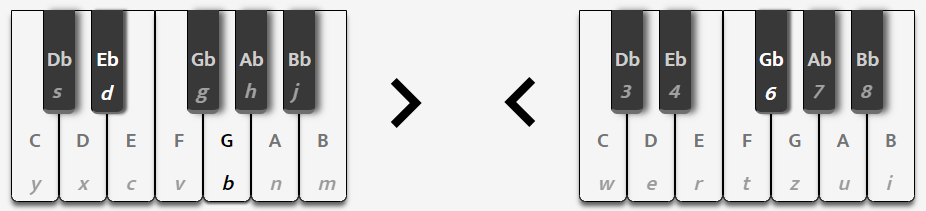 Db Eb Gb Ab Bb > < Db Eb Gb Ab Bb
s d g h j 3 4 6 7 8
C D E F G A B C D E F G A B
y x c v b n m w e r t z u i